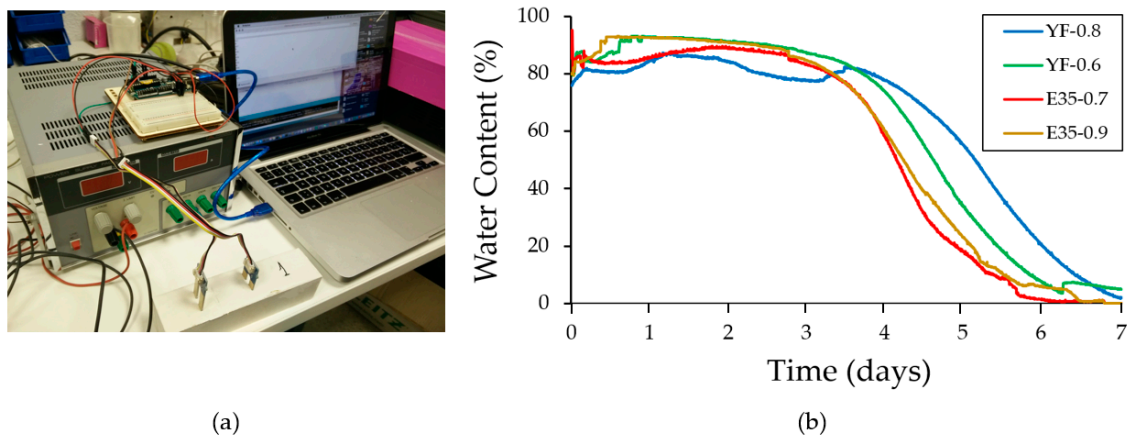 1
Water Content (%)
100
80
60
40
20
0
0 1 2 3 4 5 6 7
Time (days)
YF-0.8
YF-0.6
E35-0.7
E35-0.9
(a) (b)